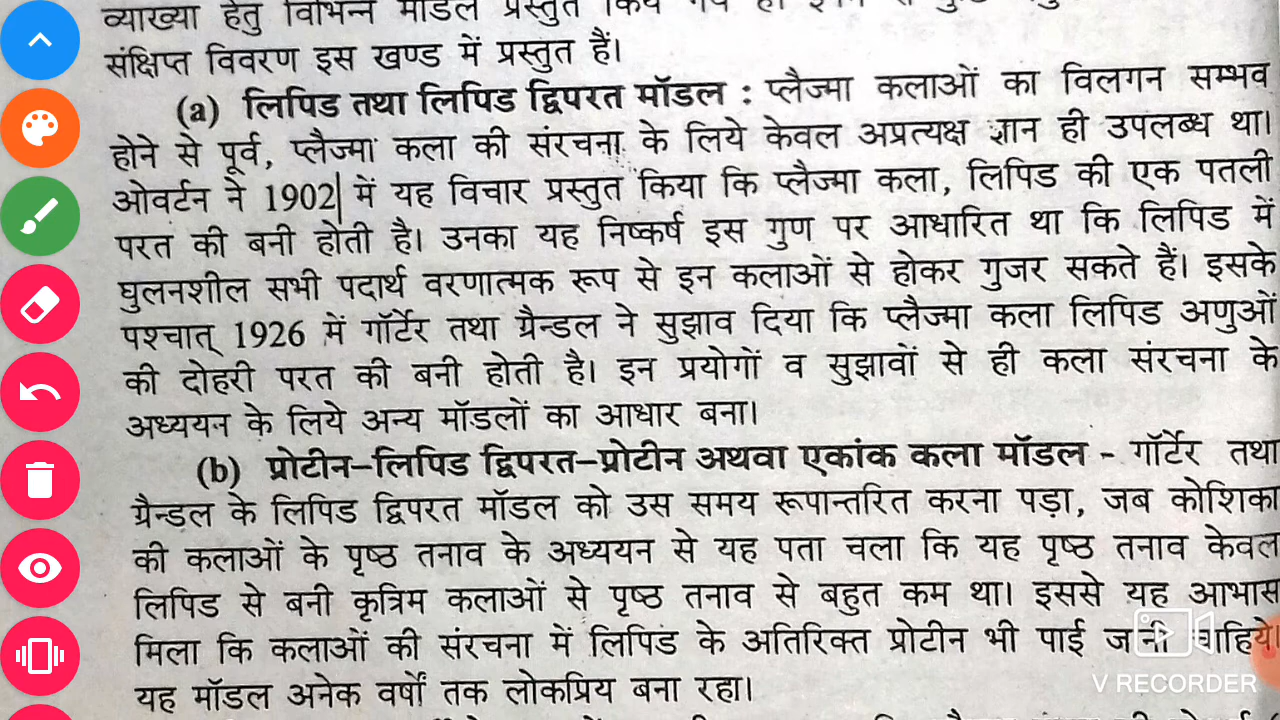 व्याख्या हेतु विभिन्न मॉडल प्रस्तुत किये गये
संक्षिप्त विवरण इस खण्ड में प्रस्तुत हैं।
(a) लिपिड तथा लिपिड द्विपरत मॉडल : प्लैज्मा कलाओं का विलगन सम्भव
होने से पूर्व, प्लैज्मा कला की संरचना के लिये केवल अप्रत्यक्ष ज्ञान ही उपलब्ध था।
ओवर्टन ने 1902 में यह विचार प्रस्तुत किया कि प्लैज्मा कला, लिपिड की एक पतली
परत की बनी होती है। उनका यह निष्कर्ष इस गुण पर आधारित था कि लिपिड में
घुलनशील सभी पदार्थ वरणात्मक रूप से इन कलाओं से होकर गुजर सकते हैं। इसके
पश्चात् 1926 में गॉर्टेर तथा ग्रैन्डल ने सुझाव दिया कि प्लैज्मा कला लिपिड अणुओं
की दोहरी परत की बनी होती है। इन प्रयोगों व सुझावों से ही कला संरचना के
अध्ययन के लिये अन्य मॉडलों का आधार बना।
(b) प्रोटीन-लिपिड द्विपरत-प्रोटीन अथवा एकांक कला मॉडल - गॉर्टेर तथा
ग्रैन्डल के लिपिड द्विपरत मॉडल को उस समय रूपान्तरित करना पड़ा, जब कोशिका
की कलाओं के पृष्ठ तनाव के अध्ययन से यह पता चला कि यह पृष्ठ तनाव केवल
लिपिड से बनी कृत्रिम कलाओं से पृष्ठ तनाव से बहुत कम था। इससे यह आभास
मिला कि कलाओं की संरचना में लिपिड के अतिरिक्त प्रोटीन भी पाई जानी चाहिये।
यह मॉडल अनेक वर्षों तक लोकप्रिय बना रहा।
V RECORDER